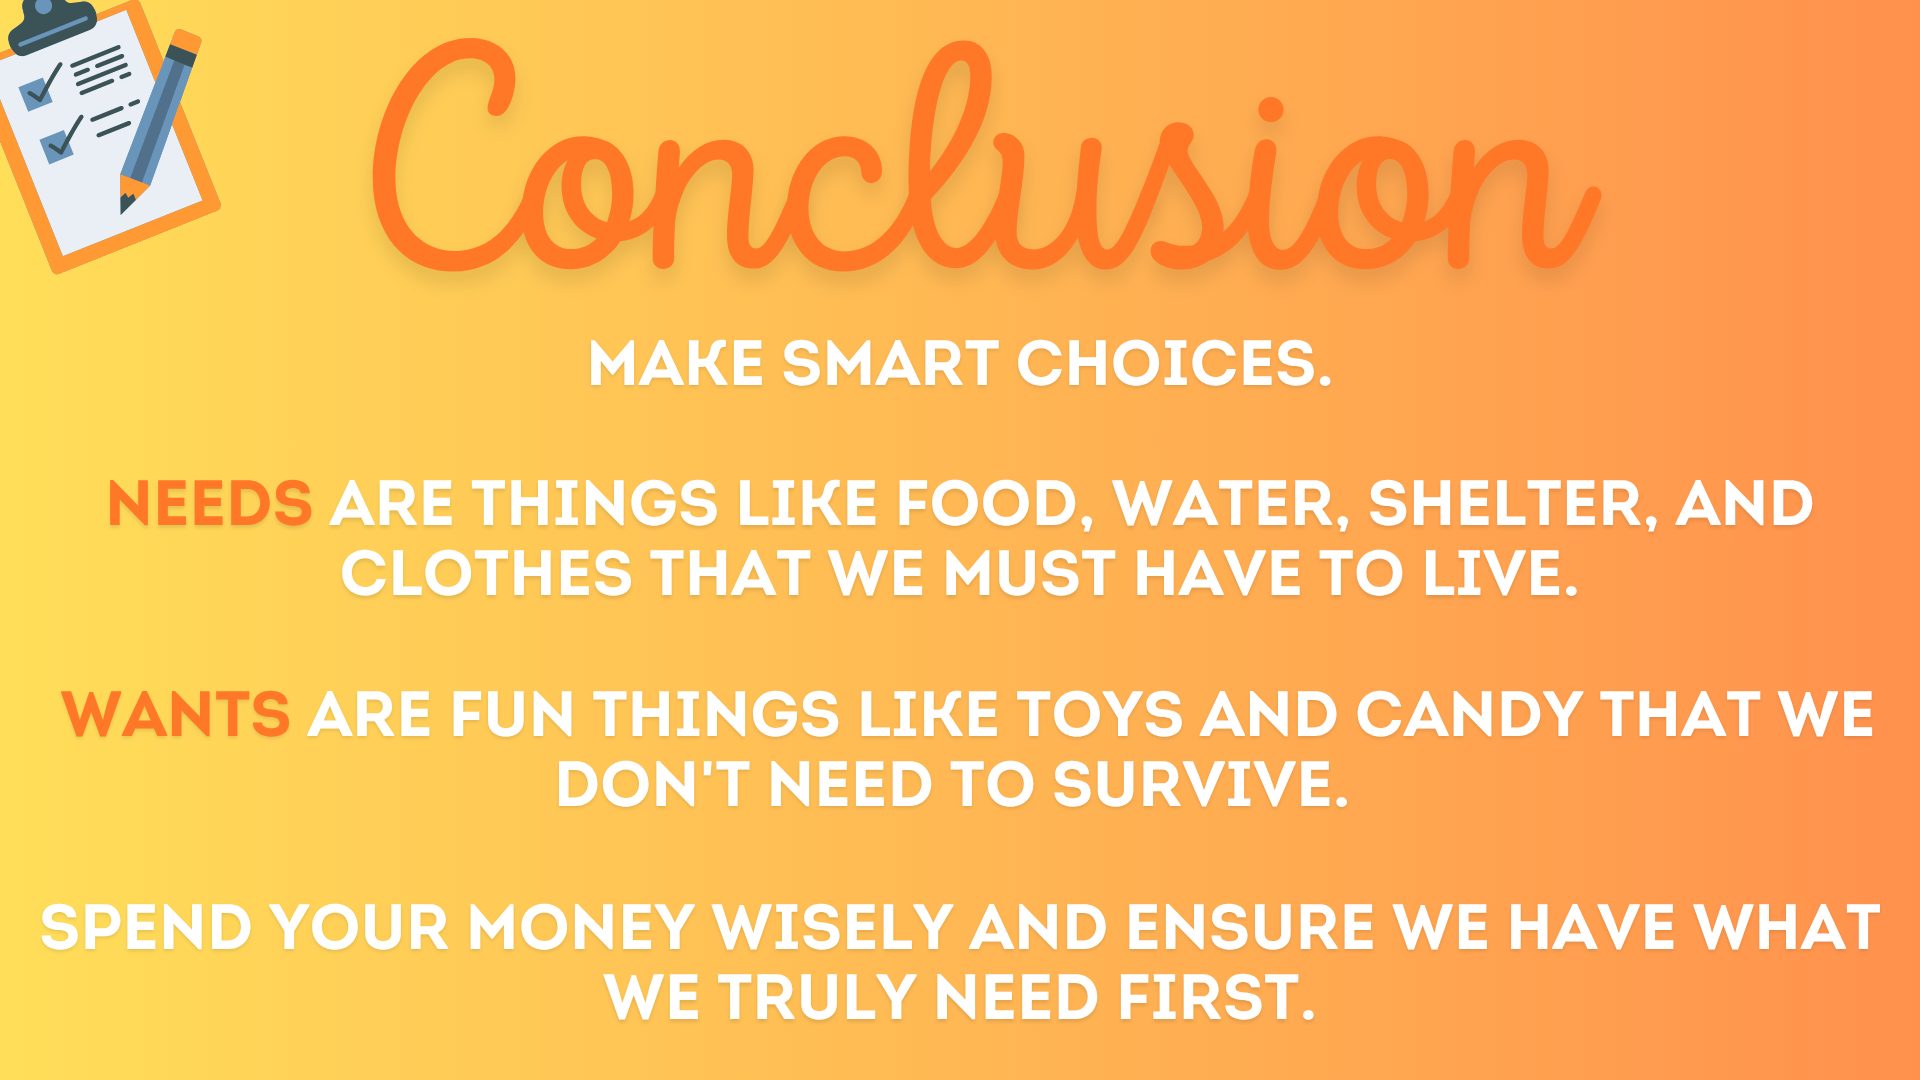 Conclusion
MAKE SMART CHOICES.
NEEDS ARE THINGS LIKE FOOD, WATER, SHELTER, AND
CLOTHES THAT WE MUST HAVE TO LIVE.
WANTS ARE FUN THINGS LIKE TOYS AND CANDY THAT WE
DON'T NEED TO SURVIVE.
SPEND YOUR MONEY WISELY AND ENSURE WE HAVE WHAT
WE TRULY NEED FIRST.